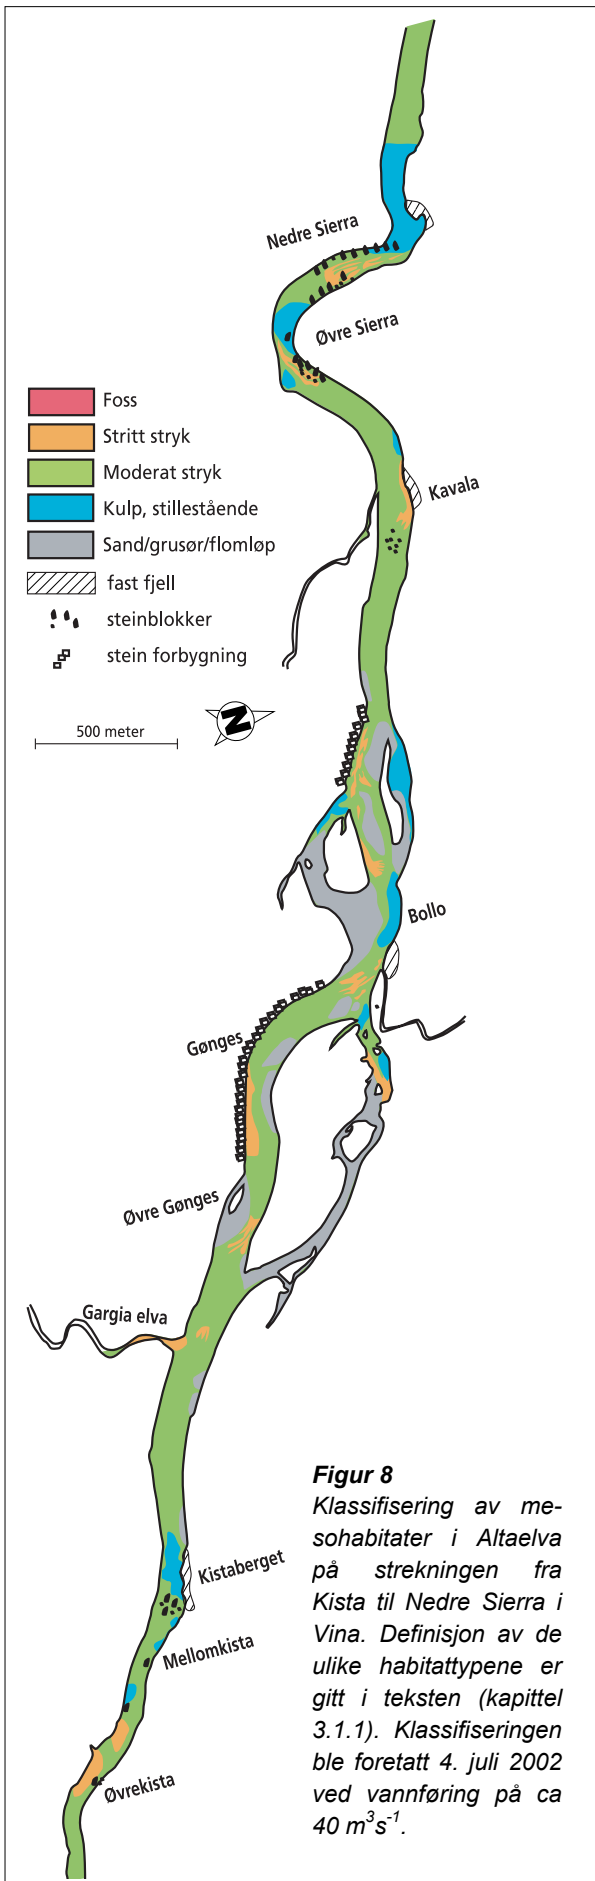 Nedre Sierra
Øvre Sierra
Foss
Stritt stryk
Moderat stryk
Kulp, stillestående
Sand/grusør/flomløp
fast fjell
steinblokker
stein forbygning
Kavala
500 meter
N
Bollo
Gønges
Øvre Gønges
Gargia elva
Kistaberget
Mellomkista
Øvrekista
Figur 8
Klassifisering av me-
sohabitater i Altaelva
på strekningen fra
Kista til Nedre Sierra i
Vina. Definisjon av de
ulike habitattypene er
gitt i teksten (kapittel
3.1.1). Klassifiseringen
ble foretatt 4. juli 2002
ved vannføring på ca
40 m³s⁻¹.